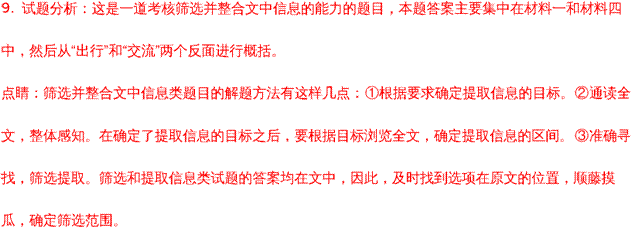 9. 试题分析：这是一道考核筛选并整合文中信息的能力的题目，本题答案主要集中在材料一和材料四
中，然后从“出行”和“交流”两个反面进行概括。
点睛：筛选并整合文中信息类题目的解题方法有这样几点：①根据要求确定提取信息的目标。②通读全
文，整体感知。在确定了提取信息的目标之后，要根据目标浏览全文，确定提取信息的区间。③准确寻
找，筛选提取。筛选和提取信息类试题的答案均在文中，因此，及时找到选项在原文的位置，顺藤摸
瓜，确定筛选范围。